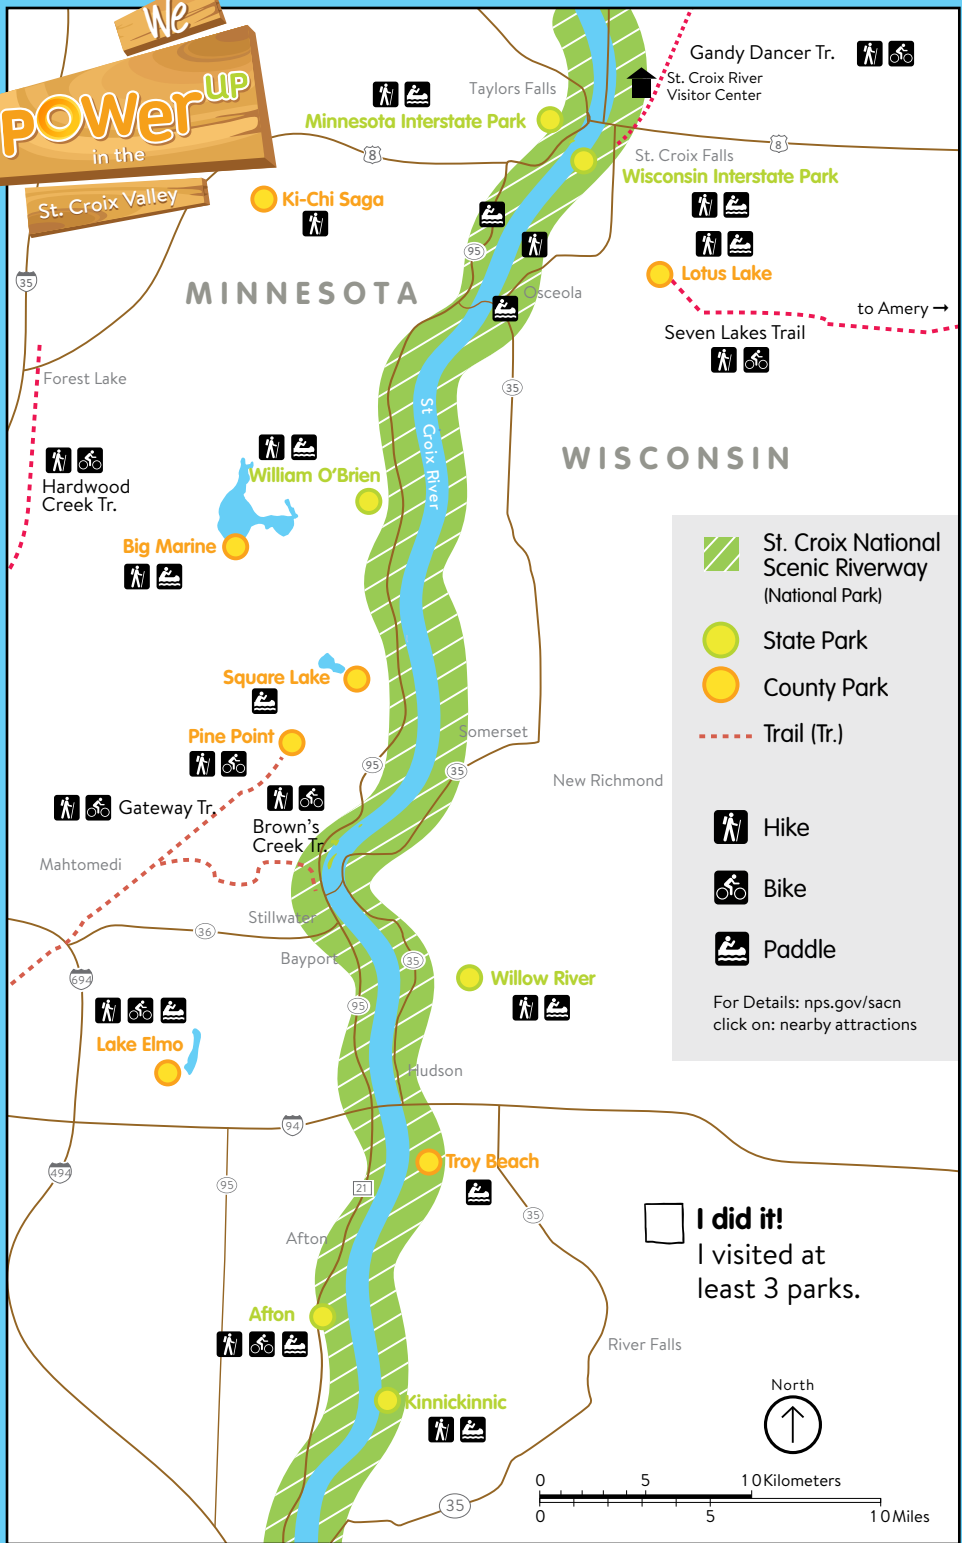 We
Power UP
in the
St. Croix Valley
Gandy Dancer Tr.
St. Croix River
Visitor Center
Taylors Falls
Minnesota Interstate Park
8
8
St. Croix Falls
Wisconsin Interstate Park
Ki-Chi Saga
95
Lotus Lake
35
MINNESOTA
Osceola
to Amery →
Seven Lakes Trail
Forest Lake
35
St Croix River
WISCONSIN
William O'Brien
Hardwood
Creek Tr.
Big Marine
St. Croix National
Scenic Riverway
(National Park)
State Park
County Park
Trail (Tr.)
Hike
Bike
Paddle
For Details: nps.gov/sacn
click on: nearby attractions
Square Lake
Pine Point
Somerset
95
35
New Richmond
Gateway Tr.
Brown's
Creek Tr.
Mahtomedi
Stillwater
36
Bayport
35
694
Willow River
95
Lake Elmo
Hudson
94
494
95
Troy Beach
21
35
Afton
I did it!
I visited at
least 3 parks.
Afton
River Falls
Kinnickinnic
North
35
0 5 10 Kilometers
0 5 10 Miles